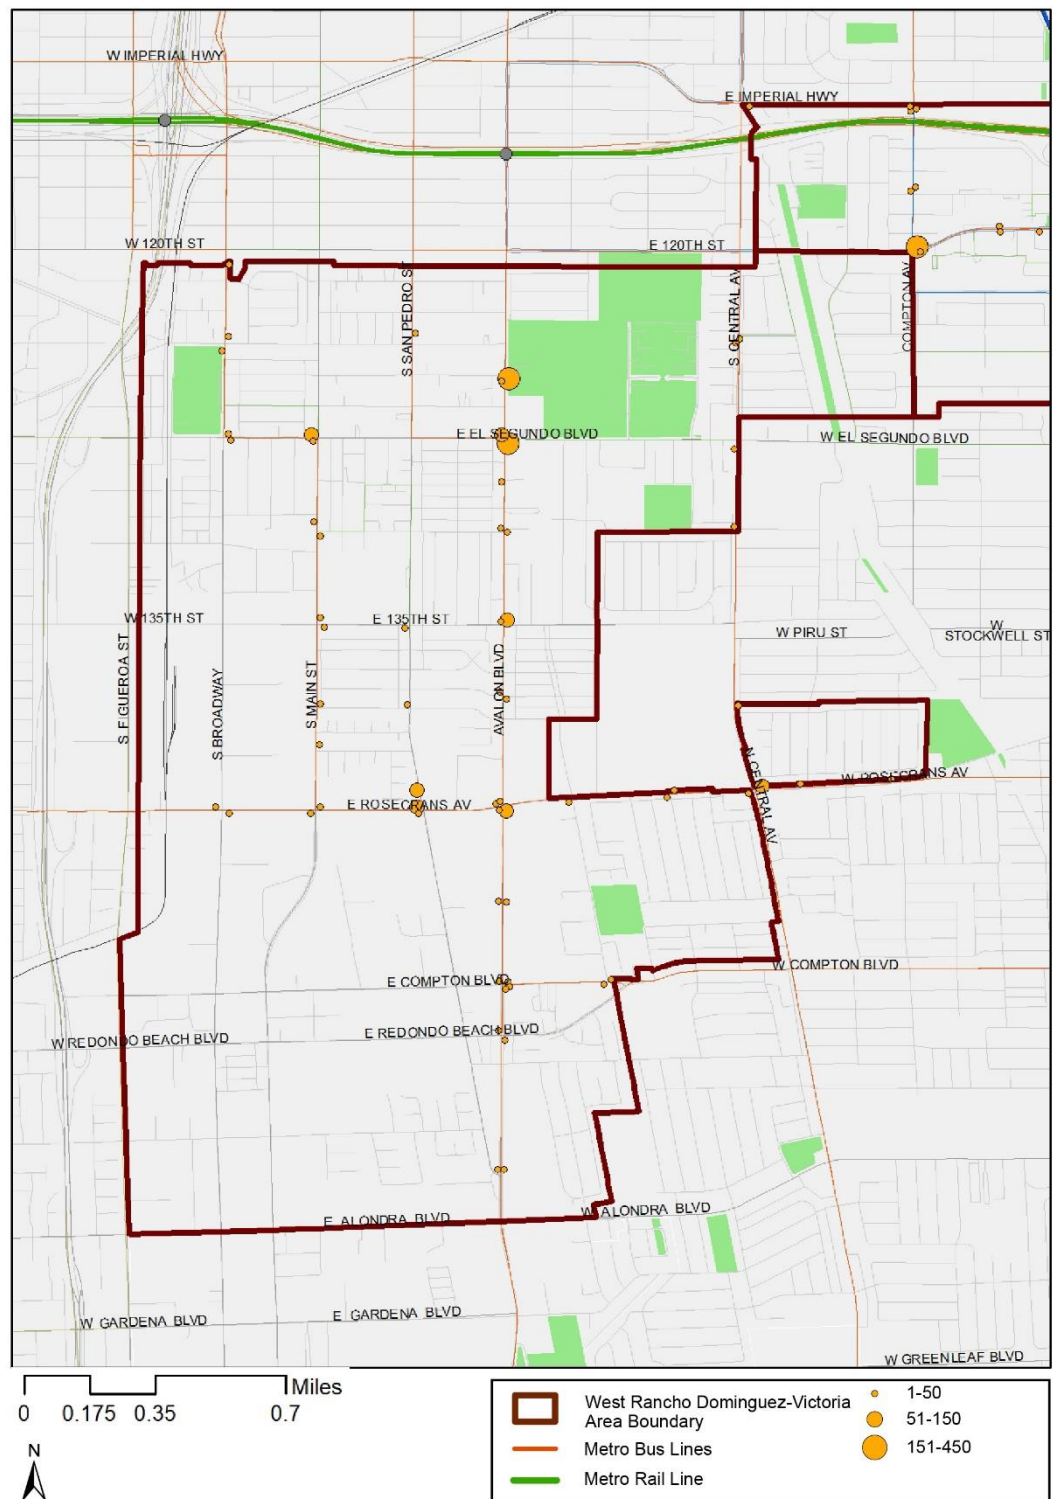 W IMPERIAL HWY
E IMPERIAL HWY
W 120TH ST
E 120TH ST
S SAN PEDRO ST
S CENTRAL AV
COMPTON AV
E EL SEGUNDO BLVD
W EL SEGUNDO BLVD
W 135TH ST
E 135TH ST
W PIRU ST
W
STOCKWELL ST
S FIGUEROA ST
S BROADWAY
S MAIN ST
AVALON BLVD
N CENTRAL AV
W ROSECRANS AV
E ROSECRANS AV
W COMPTON BLVD
E COMPTON BLVD
W REDONDO BEACH BLVD
E REDONDO BEACH BLVD
E ALONDRA BLVD
W ALONDRA BLVD
W GARDENA BLVD
E GARDENA BLVD
W GREENLEAF BLVD
Miles
0 0.175 0.35 0.7
N
West Rancho Dominguez-Victoria
Area Boundary
Metro Bus Lines
Metro Rail Line
1-50
51-150
151-450